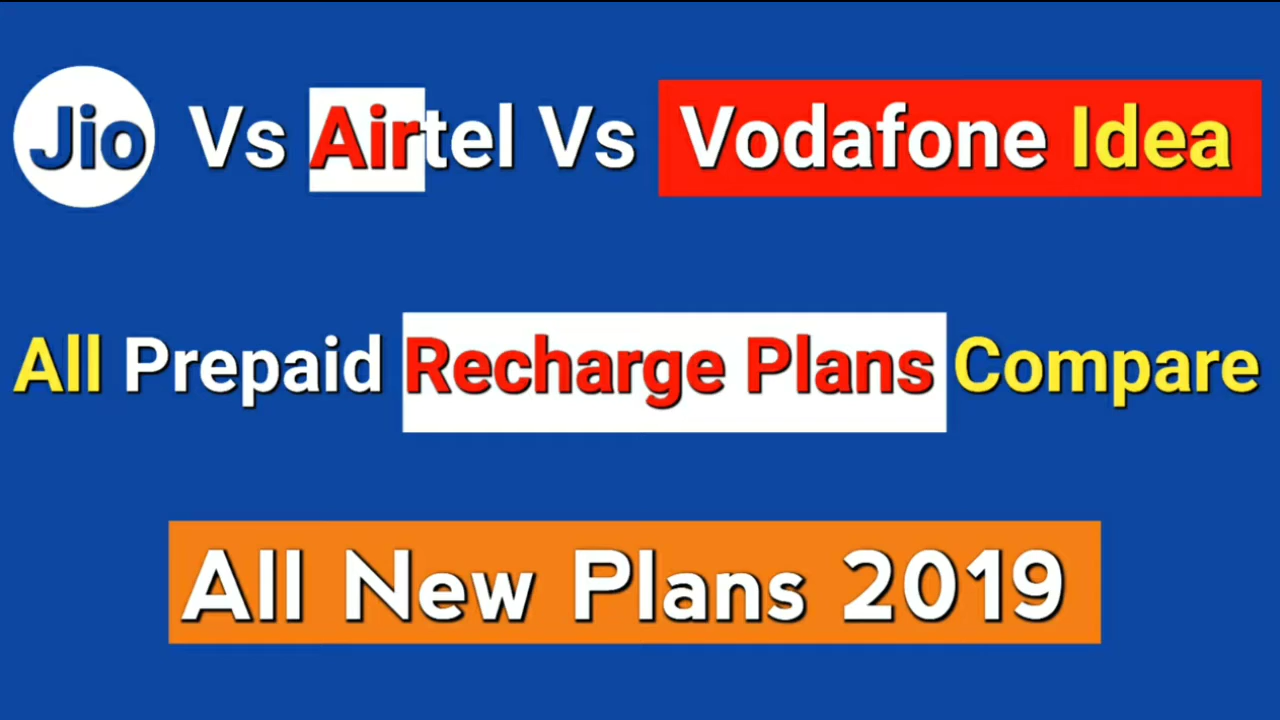 Jio Vs Airtel Vs Vodafone Idea
All Prepaid Recharge Plans Compare
All New Plans 2019